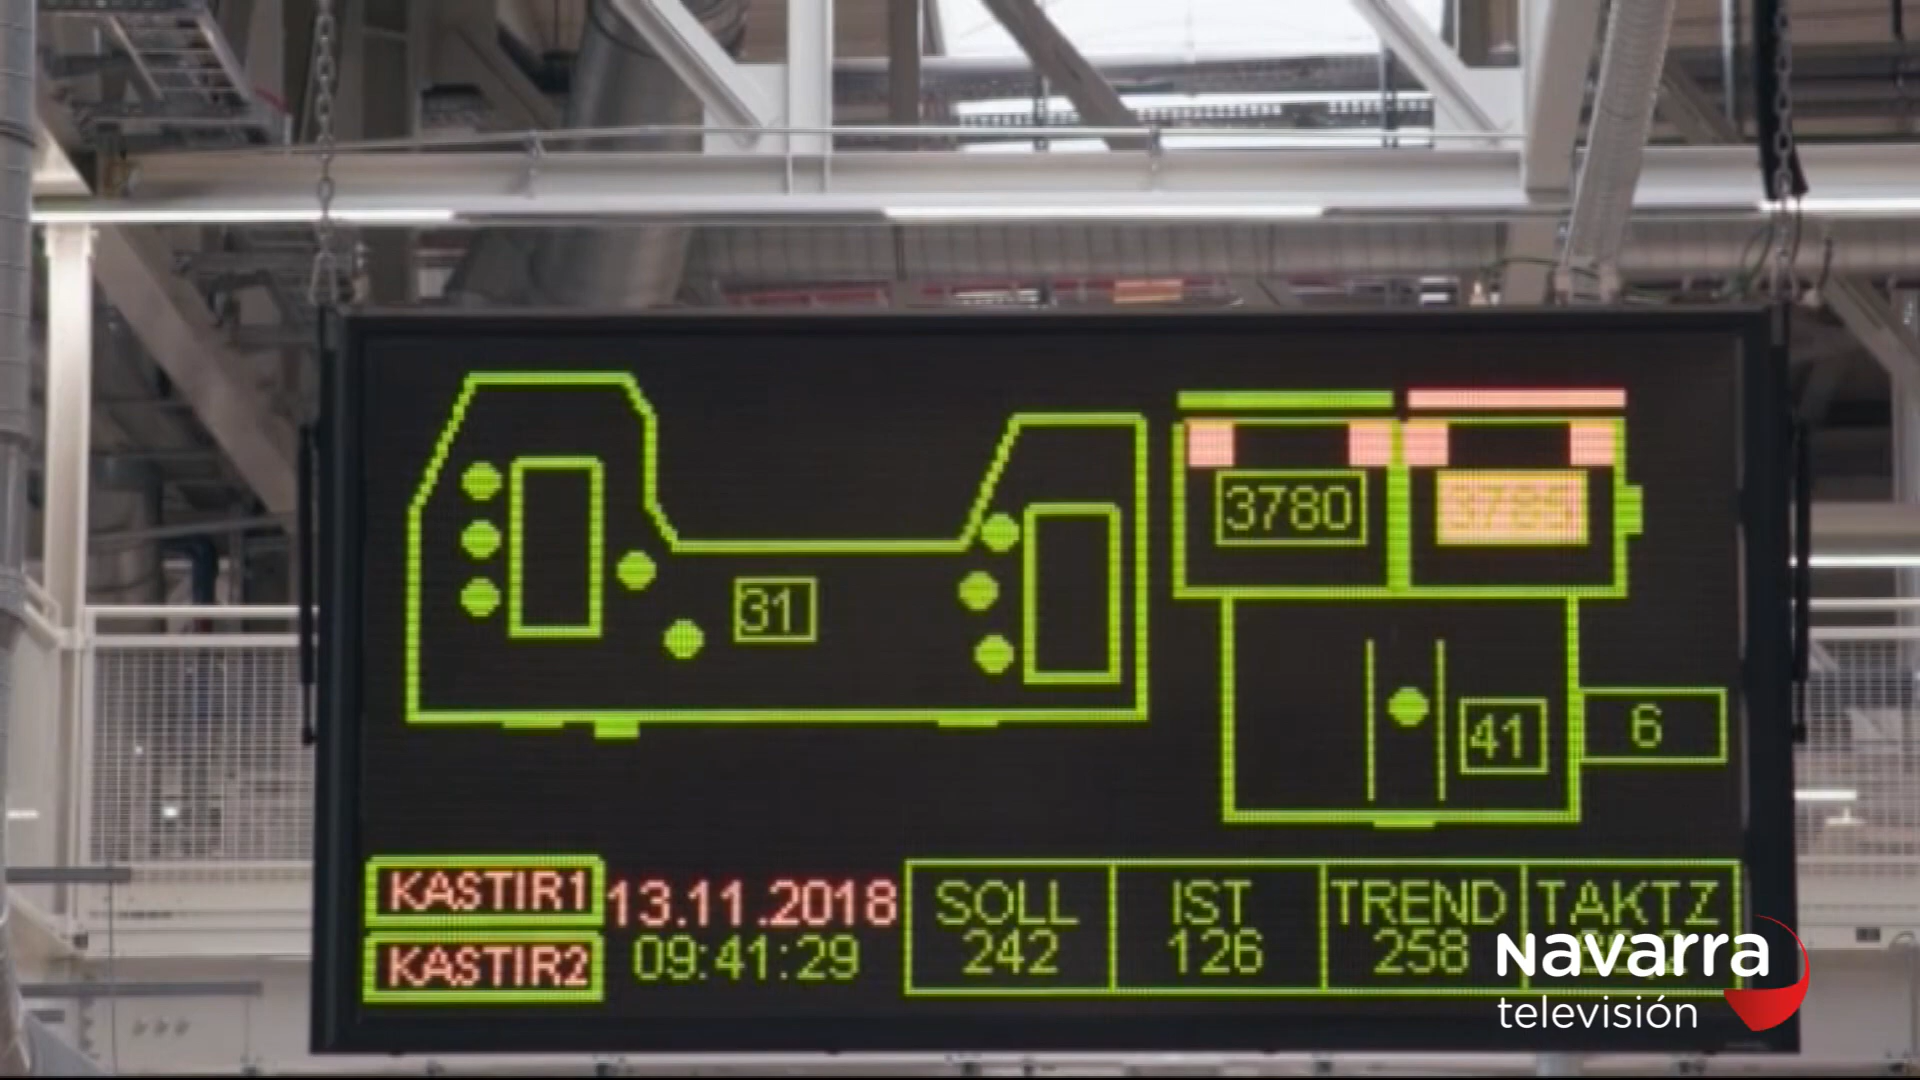 3780
3785
31
41
6
KASTIR1
KASTIR2
13.11.2018
09:41:29
SOLL
242
IST
126
TREND
258
TAKTZ
Navarra
televisión